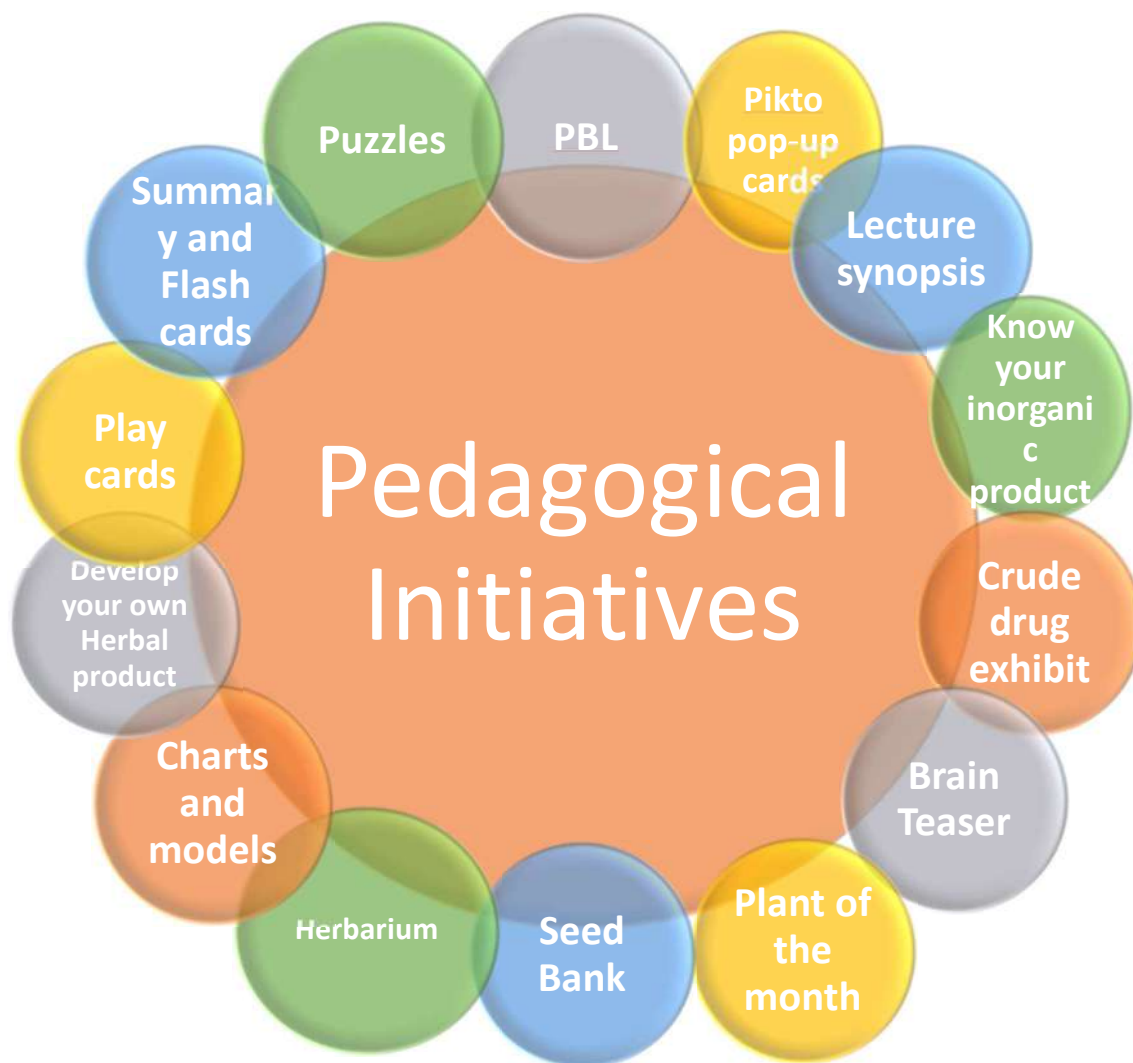 Pedagogical
Initiatives
PBL
Pikto
pop-up
cards
Lecture
synopsis
Know
your
inorgani
c
product
Crude
drug
exhibit
Brain
Teaser
Plant of
the
month
Seed
Bank
Herbarium
Charts
and
models
Develop
your own
Herbal
product
Play
cards
Summar
y and
Flash
cards
Puzzles